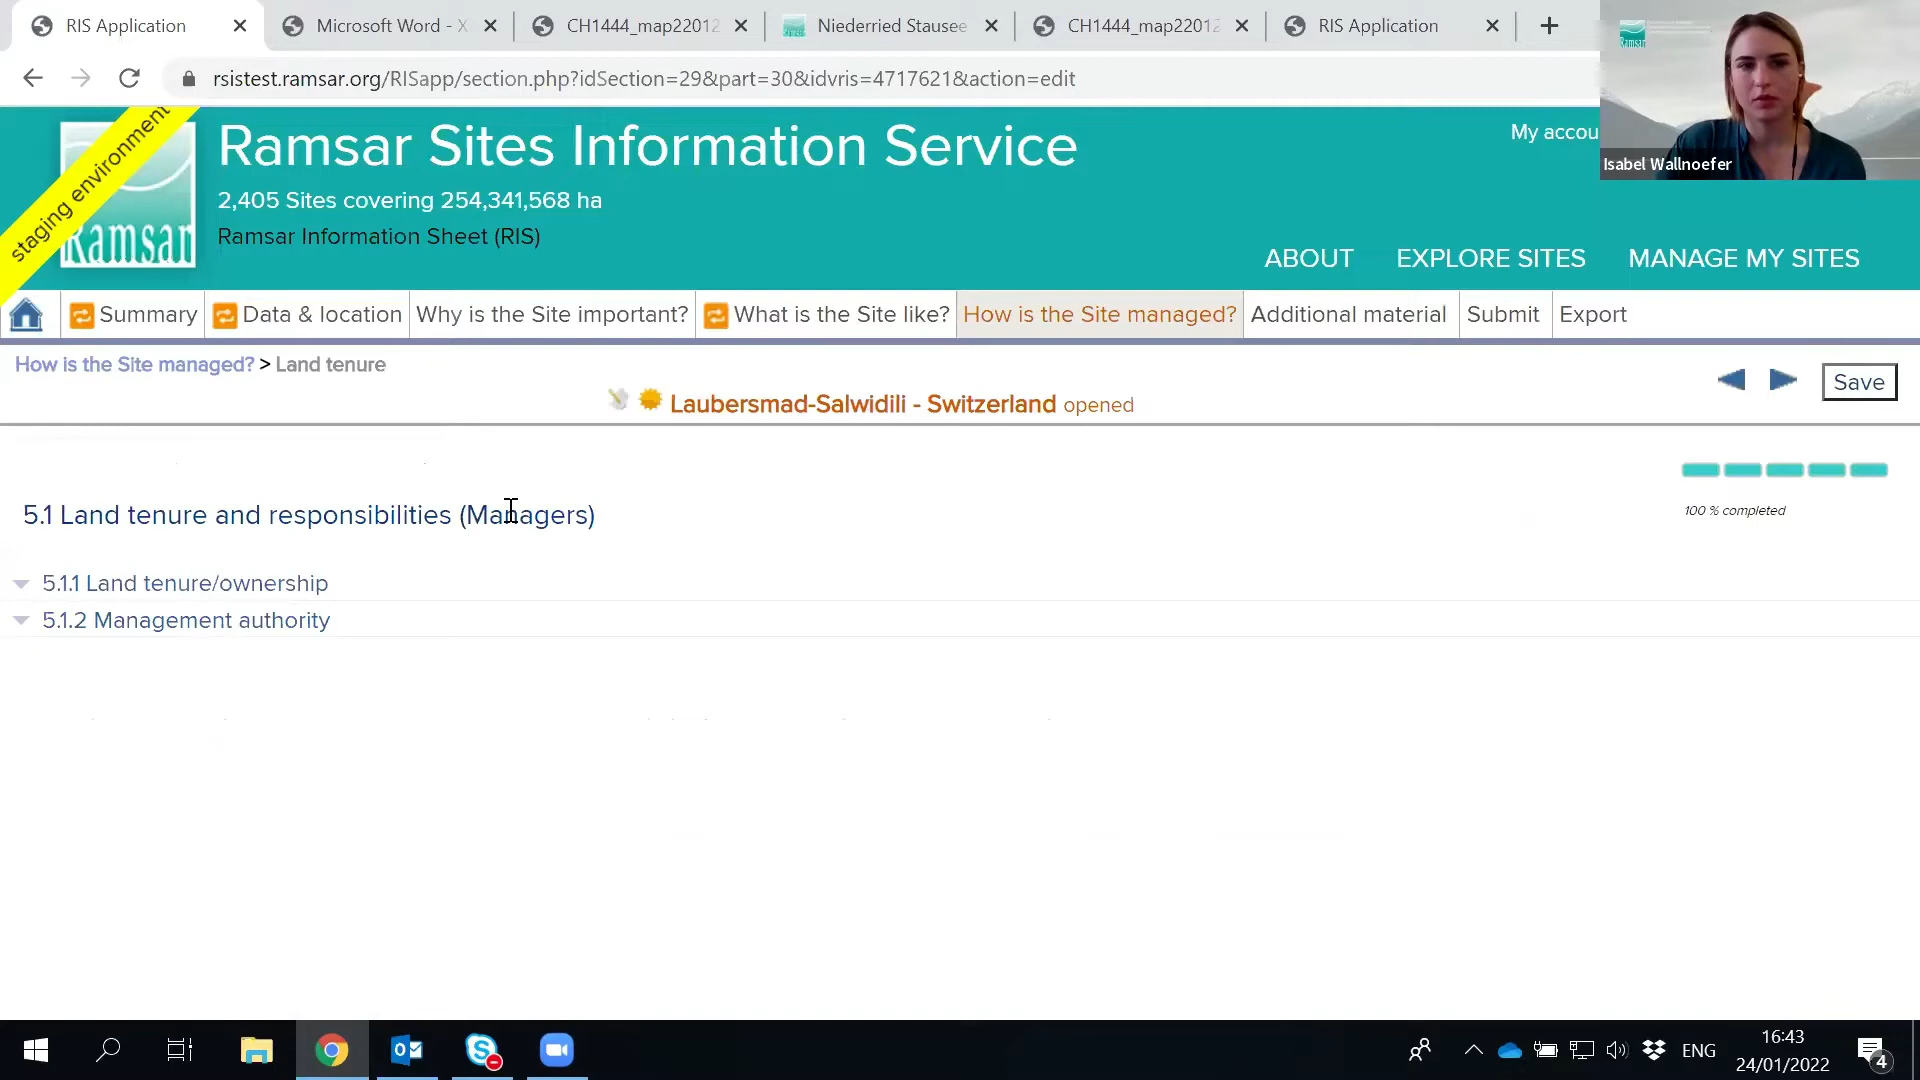 RIS Application
Microsoft Word - X
CH1444_map22012
Niederried Stausee
CH1444_map22012
RIS Application
rsistest.ramsar.org/RISapp/section.php?idSection=29&part=30&idvris=4717621&action=edit
staging environment
Ramsar
Ramsar Sites Information Service
2,405 Sites covering 254,341,568 ha
Ramsar Information Sheet (RIS)
My accou
Ramsar
Isabel Wallnoefer
ABOUT
EXPLORE SITES
MANAGE MY SITES
Summary
Data & location
Why is the Site important?
What is the Site like?
How is the Site managed?
Additional material
Submit
Export
How is the Site managed? > Land tenure
Save
Laubersmad-Salwidili - Switzerland opened
5.1 Land tenure and responsibilities (Managers)
100 % completed
5.1.1 Land tenure/ownership
5.1.2 Management authority
ENG
16:43
24/01/2022
4